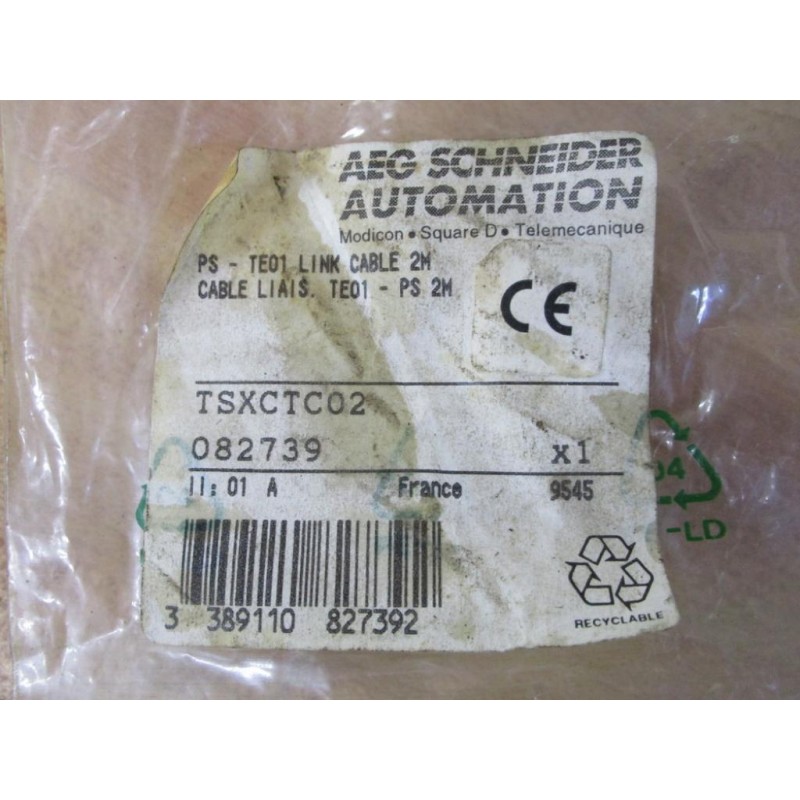 AEG SCHNEIDER
AUTOMATION
Modicon • Square D • Telemecanique
PS - TE01 LINK CABLE 2M
CABLE LIAIS. TE01 - PS 2M
CE
TSXCTC02
082739 x1
II: 01 A France 9545
3 389110 827392
RECYCLABLE
04
-LD